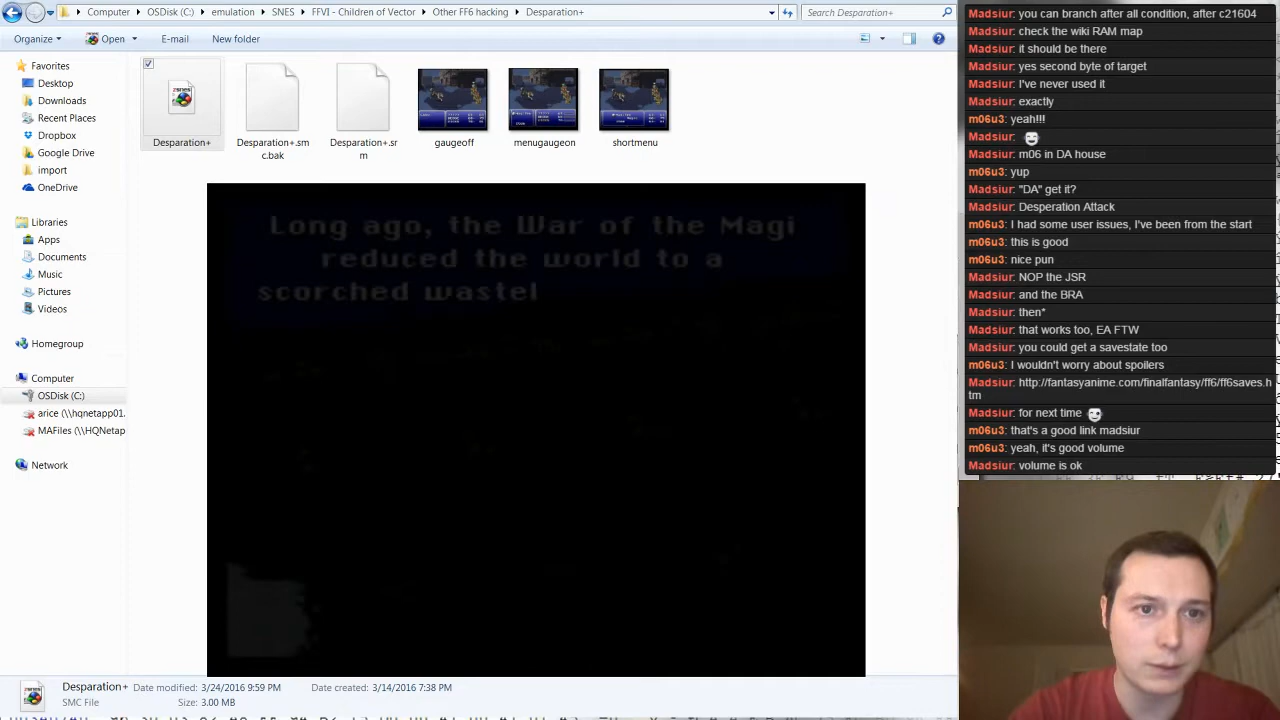 Computer
OSDisk (C:)
emulation
SNES
FFVI - Children of Vector
Other FF6 hacking
Desparation+
Search Desparation+
Organize
Open
E-mail
New folder
Favorites
Desktop
Downloads
Recent Places
Dropbox
Google Drive
import
OneDrive
Libraries
Apps
Documents
Music
Pictures
Videos
Homegroup
Computer
OSDisk (C:)
arice (\\hqnetapp01.
MAFiles (\\HQNetap
Network
Desparation+
Desparation+.sm
c.bak
Desparation+.sr
m
gaugeoff
menugaugeon
shortmenu
Long ago, the War of the Magi
reduced the world to a
scorched wastel
Desparation+
SMC File
Date modified: 3/24/2016 9:59 PM
Size: 3.00 MB
Date created: 3/14/2016 7:38 PM
Madsiur: you can branch after all condition, after c21604
Madsiur: check the wiki RAM map
Madsiur: it should be there
Madsiur: yes second byte of target
Madsiur: I've never used it
Madsiur: exactly
m06u3: yeah!!!
Madsiur:
Madsiur: m06 in DA house
m06u3: yup
Madsiur: "DA" get it?
Madsiur: Desperation Attack
m06u3: I had some user issues, I've been from the start
m06u3: this is good
m06u3: nice pun
Madsiur: NOP the JSR
Madsiur: and the BRA
Madsiur: then*
Madsiur: that works too, EA FTW
Madsiur: you could get a savestate too
Madsiur: I wouldn't worry about spoilers
Madsiur: http://fantasyanime.com/finalfantasy/ff6/ff6saves.h
tm
Madsiur: for next time
m06u3: that's a good link madsiur
m06u3: yeah, it's good volume
Madsiur: volume is ok